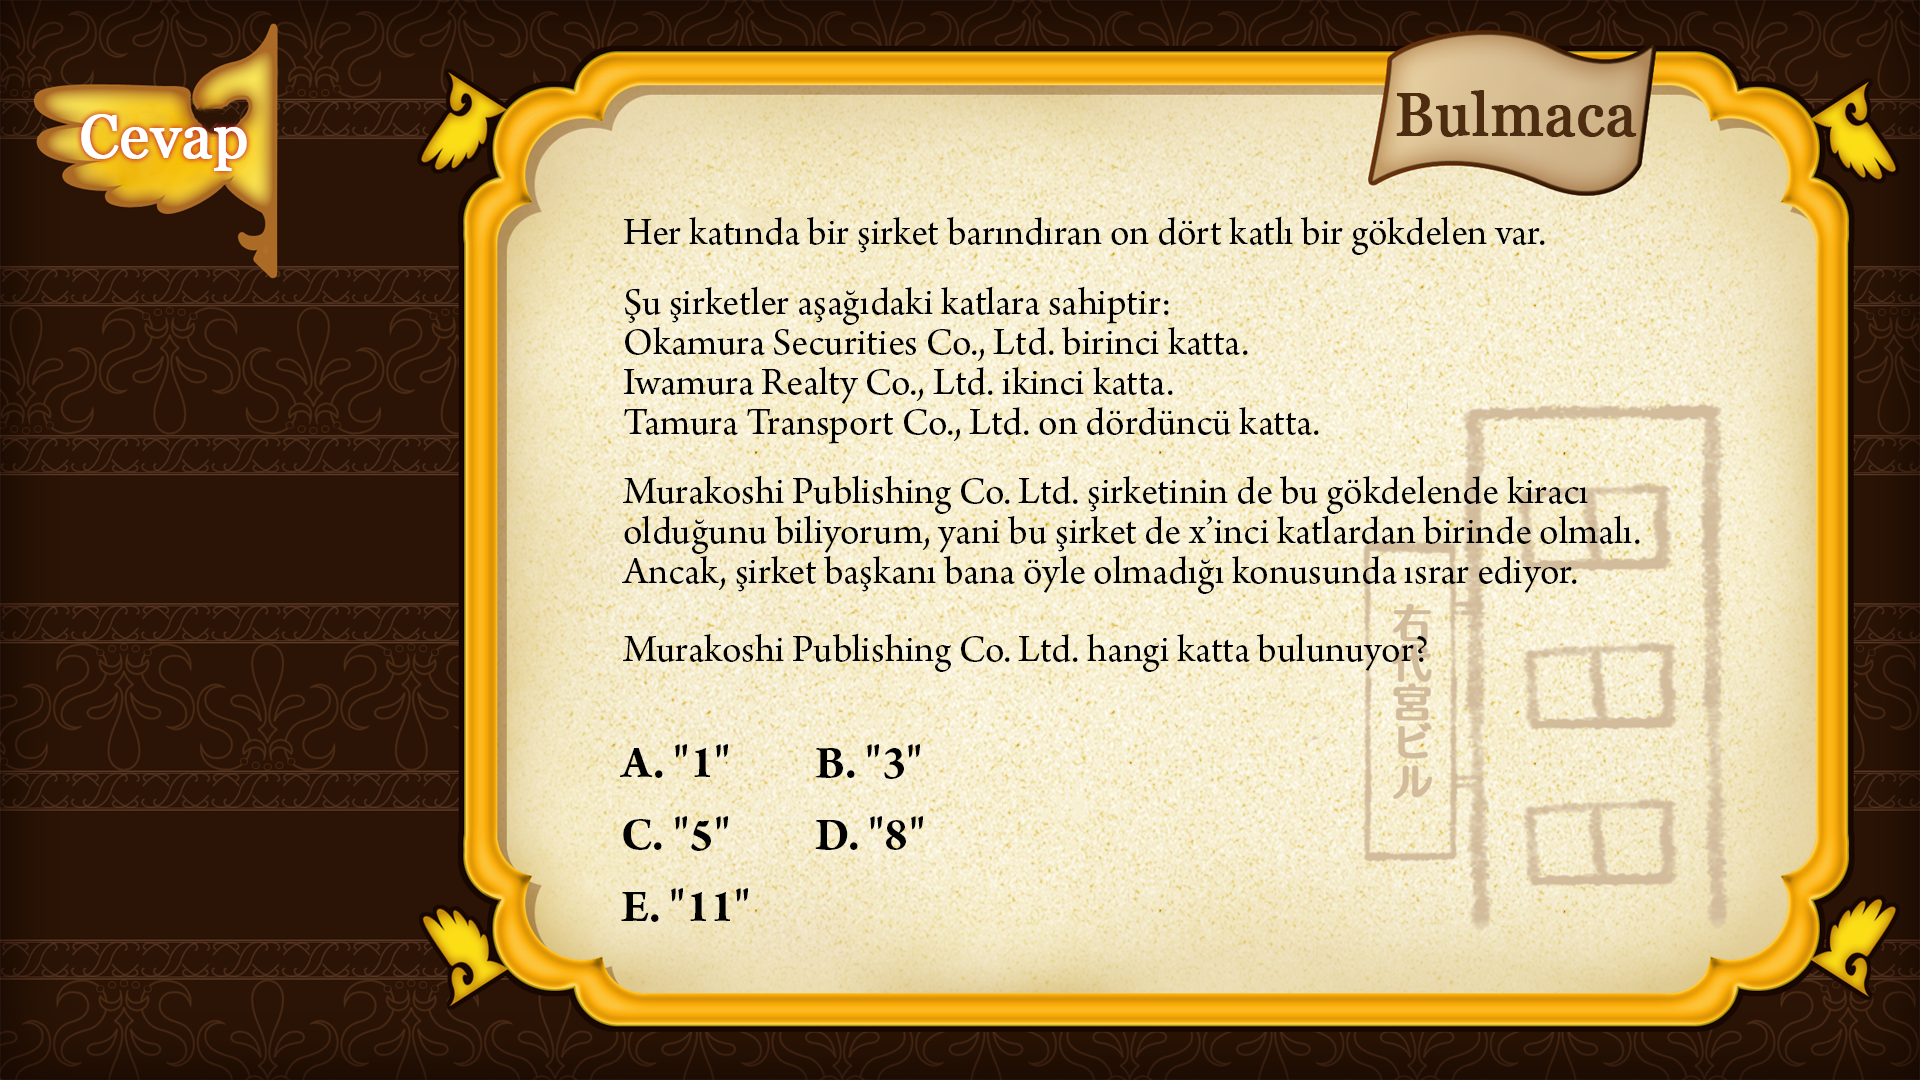 Cevap
Bulmaca
Her katında bir şirket barındıran on dört katlı bir gökdelen var.
Şu şirketler aşağıdaki katlara sahiptir:
Okamura Securities Co., Ltd. birinci katta.
Iwamura Realty Co., Ltd. ikinci katta.
Tamura Transport Co., Ltd. on dördüncü katta.
Murakoshi Publishing Co. Ltd. şirketinin de bu gökdelende kiracı
olduğunu biliyorum, yani bu şirket de x’inci katlardan birinde olmalı.
Ancak, şirket başkanı bana öyle olmadığı konusunda ısrar ediyor.
Murakoshi Publishing Co. Ltd. hangi katta bulunuyor?
A. "1" B. "3"
C. "5" D. "8"
E. "11"
右代宮ビル